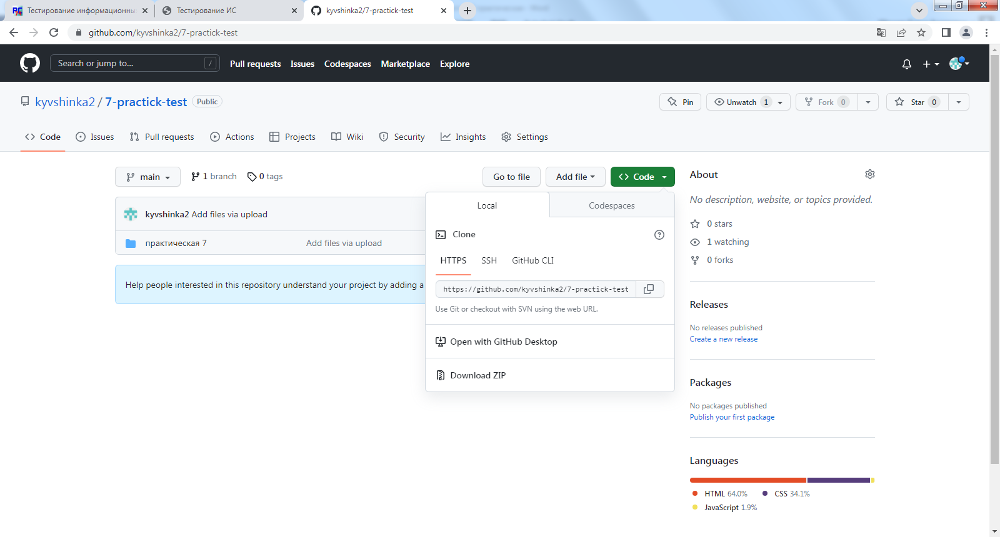 Тестирование информационны
Тестирование ИС
kyvshinka2/7-practick-test
github.com/kyvshinka2/7-practick-test
Search or jump to...
/
Pull requests
Issues
Codespaces
Marketplace
Explore
kyvshinka2 / 7-practick-test
Public
Pin
Unwatch 1
Fork 0
Star 0
Code
Issues
Pull requests
Actions
Projects
Wiki
Security
Insights
Settings
main
1 branch
0 tags
Go to file
Add file
Code
kyvshinka2 Add files via upload
практическая 7
Add files via upload
Help people interested in this repository understand your project by adding a
Local
Codespaces
Clone
HTTPS
SSH
GitHub CLI
https://github.com/kyvshinka2/7-practick-test
Use Git or checkout with SVN using the web URL.
Open with GitHub Desktop
Download ZIP
About
No description, website, or topics provided.
0 stars
1 watching
0 forks
Releases
No releases published
Create a new release
Packages
No packages published
Publish your first package
Languages
HTML 64.0%
CSS 34.1%
JavaScript 1.9%